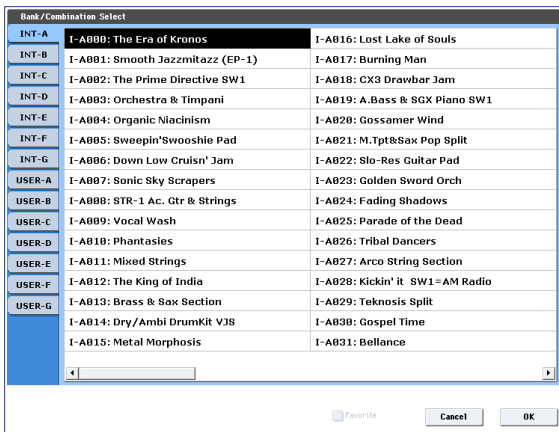 Bank/Combination Select
INT-A
INT-B
INT-C
INT-D
INT-E
INT-F
INT-G
USER-A
USER-B
USER-C
USER-D
USER-E
USER-F
USER-G
I-A000: The Era of Kronos
I-A001: Smooth Jazzmitazz (EP-1)
I-A002: The Prime Directive SW1
I-A003: Orchestra & Timpani
I-A004: Organic Niacinism
I-A005: Sweepin'Swooshie Pad
I-A006: Down Low Cruisn' Jam
I-A007: Sonic Sky Scrapers
I-A008: STR-1 Ac. Gtr & Strings
I-A009: Vocal Wash
I-A010: Phantasies
I-A011: Mixed Strings
I-A012: The King of India
I-A013: Brass & Sax Section
I-A014: Dry/Ambi DrumKit VJS
I-A015: Metal Morphosis
I-A016: Lost Lake of Souls
I-A017: Burning Man
I-A018: CX3 Drawbar Jam
I-A019: A.Bass & SGX Piano SW1
I-A020: Gossamer Wind
I-A021: M.Tpt&Sax Pop Split
I-A022: Slo-Res Guitar Pad
I-A023: Golden Sword Orch
I-A024: Fading Shadows
I-A025: Parade of the Dead
I-A026: Tribal Dancers
I-A027: Arco String Section
I-A028: Kickin' it  SW1=AM Radio
I-A029: Teknosis Split
I-A030: Gospel Time
I-A031: Bellance
Favorite
Cancel
OK